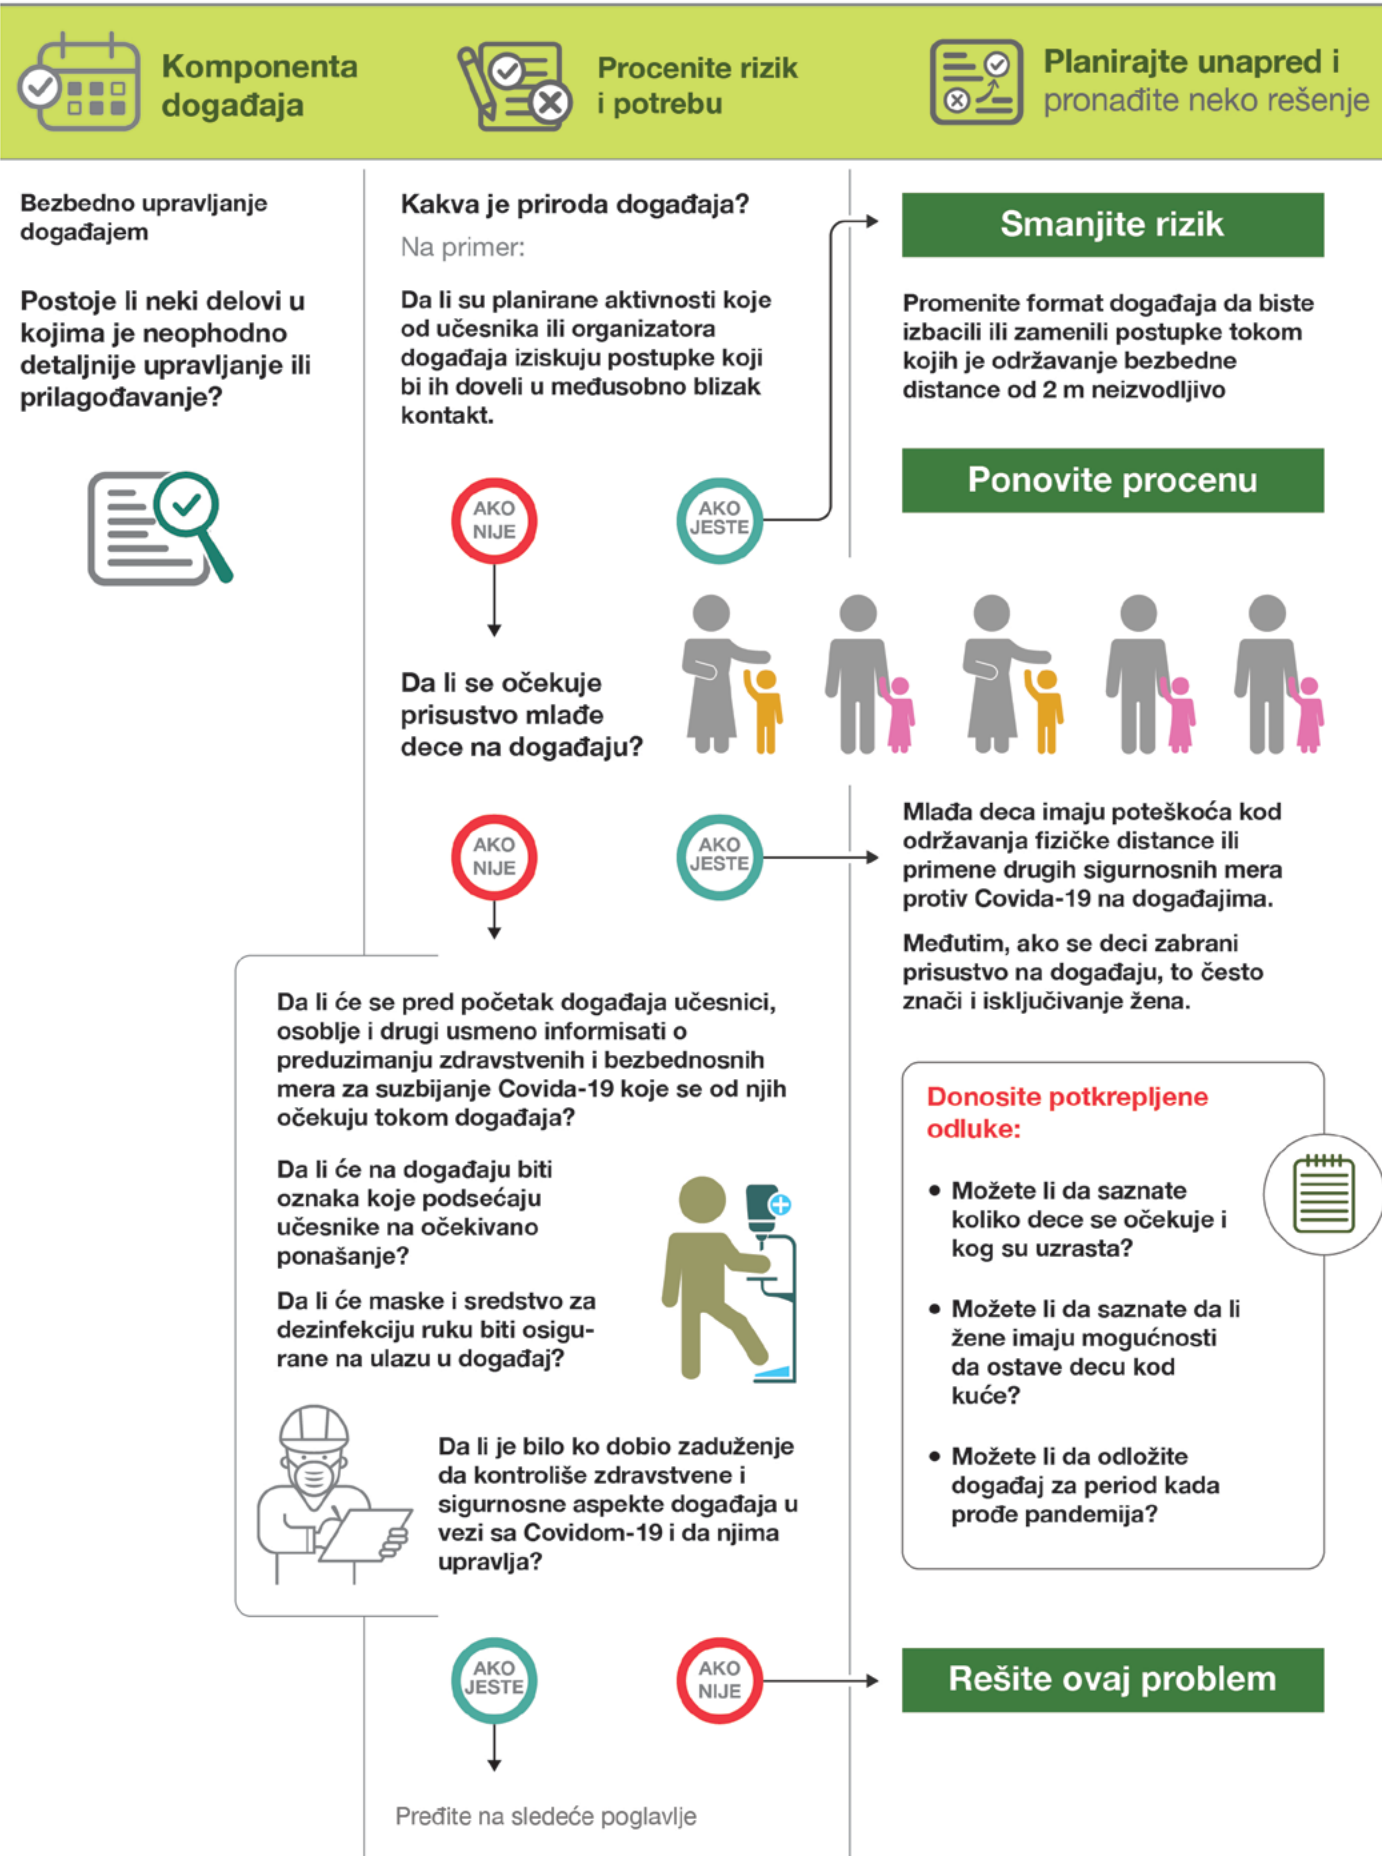 Komponenta
događaja
Procenite rizik
i potrebu
Planirajte unapred i
pronađite neko rešenje
Bezbedno upravljanje
događajem
Postoje li neki delovi u
kojima je neophodno
detaljnije upravljanje ili
prilagođavanje?
Kakva je priroda događaja?
Na primer:
Da li su planirane aktivnosti koje
od učesnika ili organizatora
događaja iziskuju postupke koji
bi ih doveli u međusobno blizak
kontakt.
AKO
NIJE
AKO
JESTE
Smanjite rizik
Promenite format događaja da biste
izbacili ili zamenili postupke tokom
kojih je održavanje bezbedne
distance od 2 m neizvodljivo
Ponovite procenu
Da li se očekuje
prisustvo mlađe
dece na događaju?
AKO
NIJE
AKO
JESTE
Mlađa deca imaju poteškoća kod
održavanja fizičke distance ili
primene drugih sigurnosnih mera
protiv Covida-19 na događajima.
Međutim, ako se deci zabrani
prisustvo na događaju, to često
znači i isključivanje žena.
Da li će se pred početak događaja učesnici,
osoblje i drugi usmeno informisati o
preduzimanju zdravstvenih i bezbednosnih
mera za suzbijanje Covida-19 koje se od njih
očekuju tokom događaja?
Da li će na događaju biti
oznaka koje podsećaju
učesnike na očekivano
ponašanje?
Da li će maske i sredstvo za
dezinfekciju ruku biti osigu-
rane na ulazu u događaj?
Da li je bilo ko dobio zaduženje
da kontroliše zdravstvene i
sigurnosne aspekte događaja u
vezi sa Covidom-19 i da njima
upravlja?
Donosite potkrepljene
odluke:
• Možete li da saznate
koliko dece se očekuje i
kog su uzrasta?
• Možete li da saznate da li
žene imaju mogućnosti
da ostave decu kod
kuće?
• Možete li da odložite
događaj za period kada
prođe pandemija?
AKO
JESTE
AKO
NIJE
Rešite ovaj problem
Pređite na sledeće poglavlje